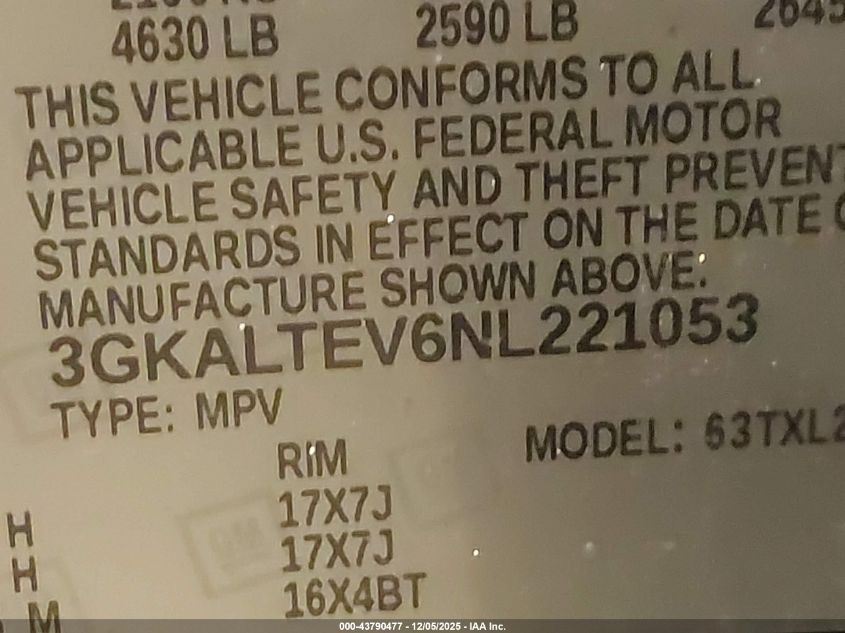 4630 LB 2590 LB
THIS VEHICLE CONFORMS TO ALL
APPLICABLE U.S. FEDERAL MOTOR
VEHICLE SAFETY AND THEFT PREVENT
STANDARDS IN EFFECT ON THE DATE
MANUFACTURE SHOWN ABOVE.
3GKALTEV6NL221053
TYPE: MPV MODEL: 63TXL2
RIM
H 17X7J
H 17X7J
M 16X4BT
GM
000-43790477 - 12/05/2025 - IAA Inc.